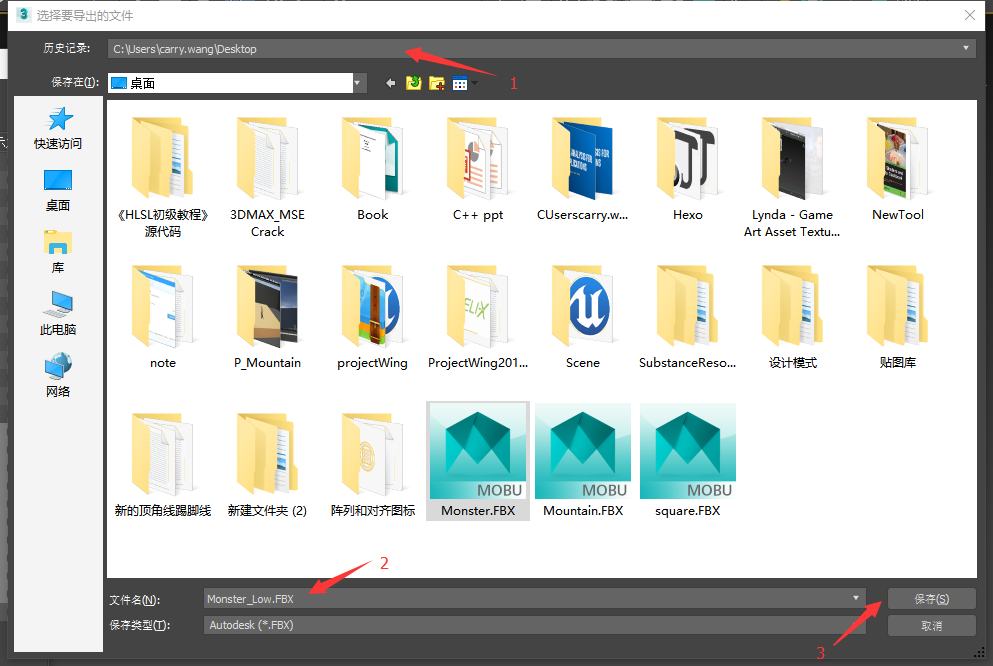 选择要导出的文件
历史记录:
C:\Users\carry.wang\Desktop
1
保存在(I):
桌面
快速访问
桌面
库
此电脑
网络
《HLSL初级教程》
源代码
3DMAX_MSE
Crack
Book
C++ ppt
CUserscarry.w...
Hexo
Lynda - Game
Art Asset Textu...
NewTool
note
P_Mountain
projectWing
ProjectWing201...
Scene
SubstanceReso...
设计模式
贴图库
新的顶角线踢脚线
新建文件夹 (2)
阵列和对齐图标
MOBU
Monster.FBX
MOBU
Mountain.FBX
MOBU
square.FBX
2
文件名(N):
Monster_Low.FBX
保存(S)
保存类型(T):
Autodesk (*.FBX)
取消
3